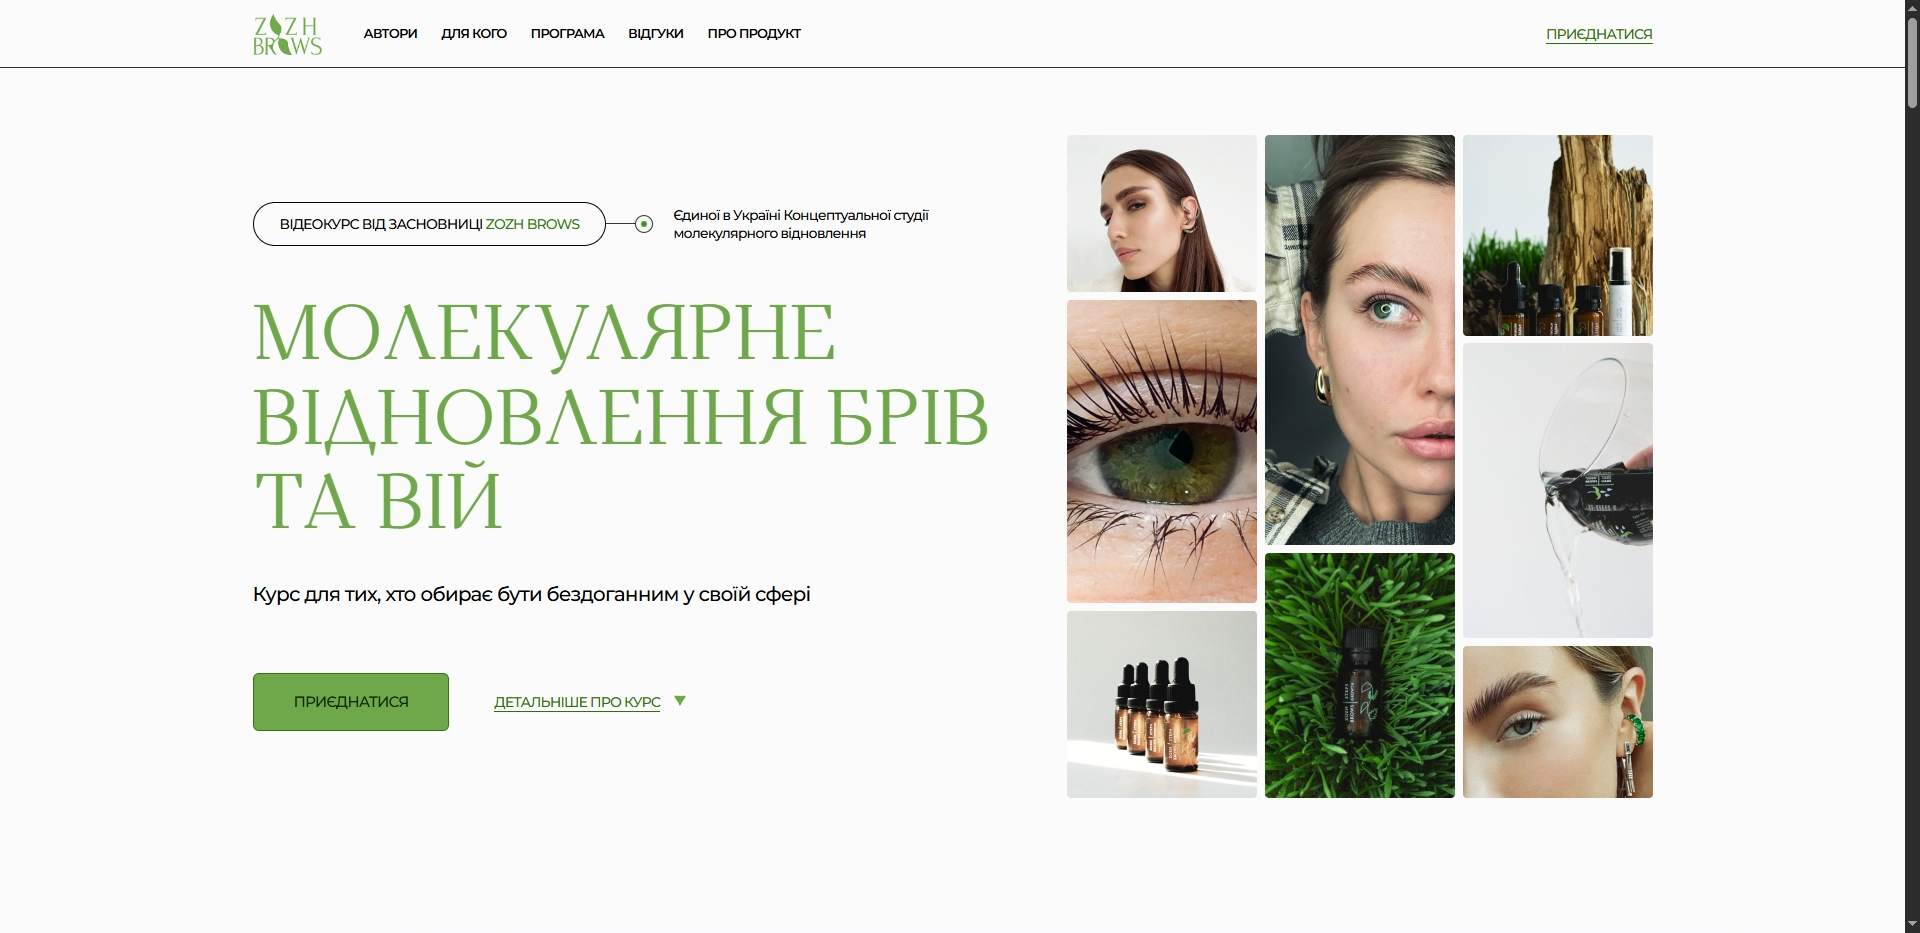 ZOZH
BROWS
АВТОРИ
ДЛЯ КОГО
ПРОГРАМА
ВІДГУКИ
ПРО ПРОДУКТ
ПРИЄДНАТИСЯ
ВІДЕОКУРС ВІД ЗАСНОВНИЦІ ZOZH BROWS
Єдиної в Україні Концептуальної студії
молекулярного відновлення
МОЛЕКУЛЯРНЕ
ВІДНОВЛЕННЯ БРІВ
ТА ВІЙ
Курс для тих, хто обирає бути бездоганним у своїй сфері
ПРИЄДНАТИСЯ
ДЕТАЛЬНІШЕ ПРО КУРС